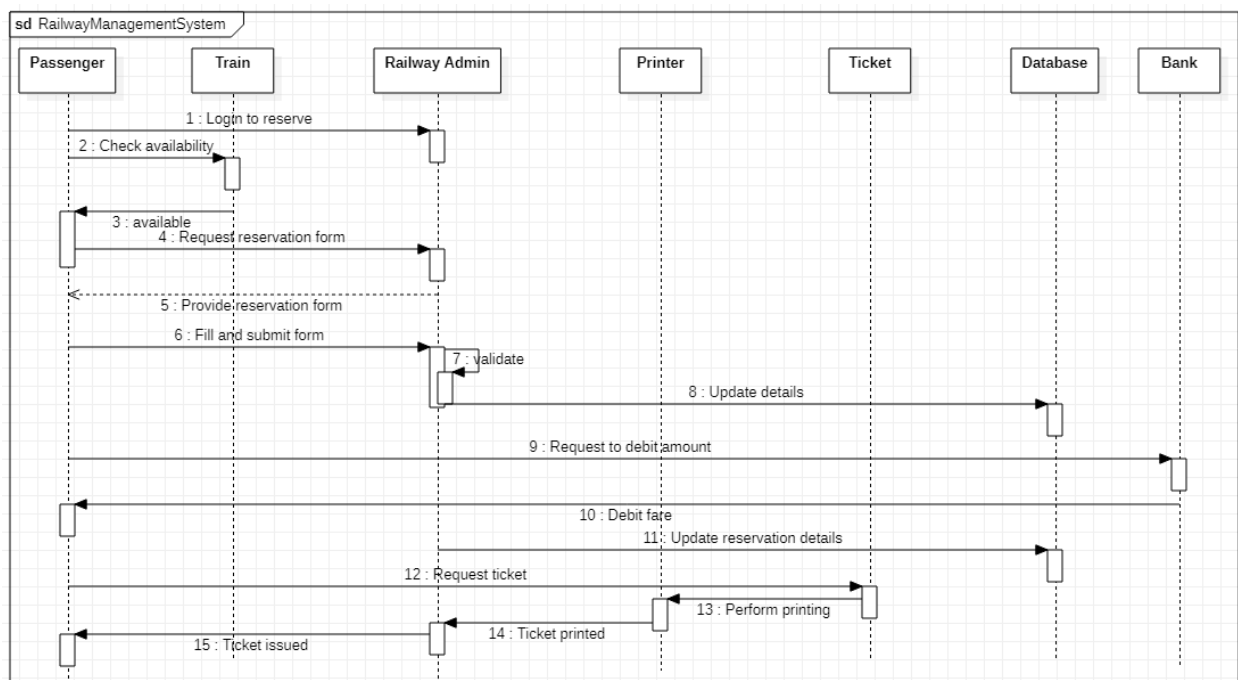 sd RailwayManagementSystem
Passenger
Train
Railway Admin
Printer
Ticket
Database
Bank
1 : Login to reserve
2 : Check availability
3 : available
4 : Request reservation form
5 : Provide reservation form
6 : Fill and submit form
7 : validate
8 : Update details
9 : Request to debit amount
10 : Debit fare
11 : Update reservation details
12 : Request ticket
13 : Perform printing
14 : Ticket printed
15 : Ticket issued